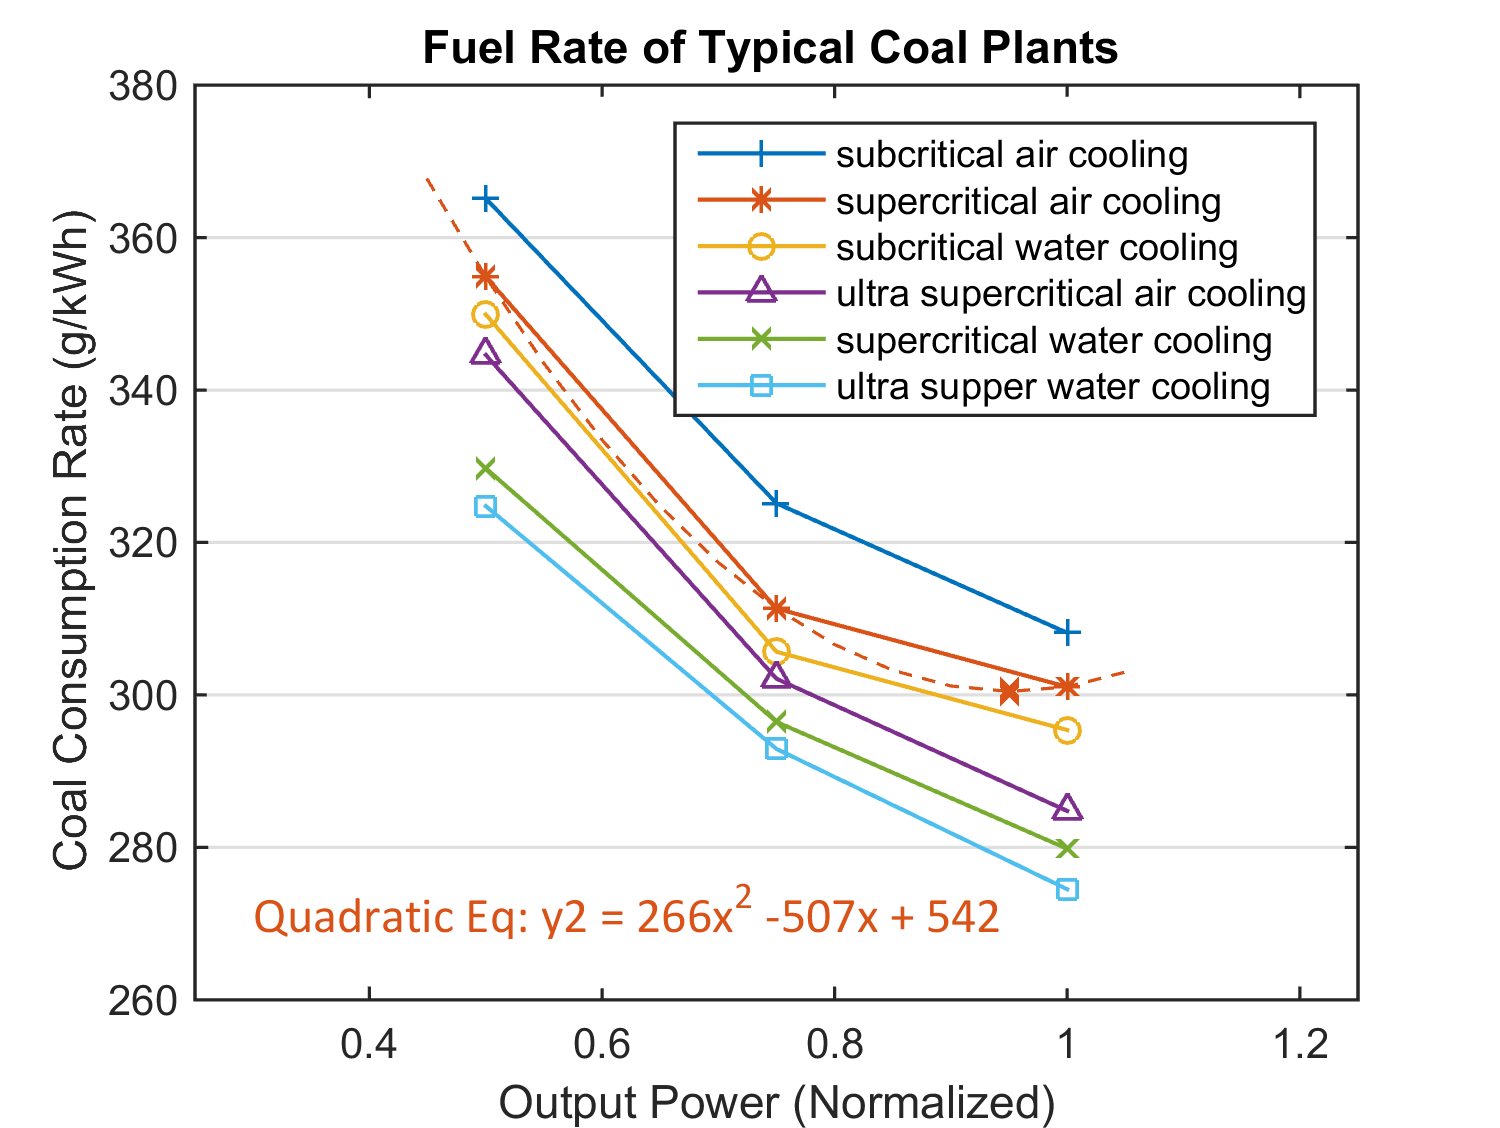 Fuel Rate of Typical Coal Plants
380
360
340
320
300
280
260
Coal Consumption Rate (g/kWh)
subcritical air cooling
supercritical air cooling
subcritical water cooling
ultra supercritical air cooling
supercritical water cooling
ultra supper water cooling
Quadratic Eq: y2 = 266x² -507x + 542
0.4 0.6 0.8 1 1.2
Output Power (Normalized)